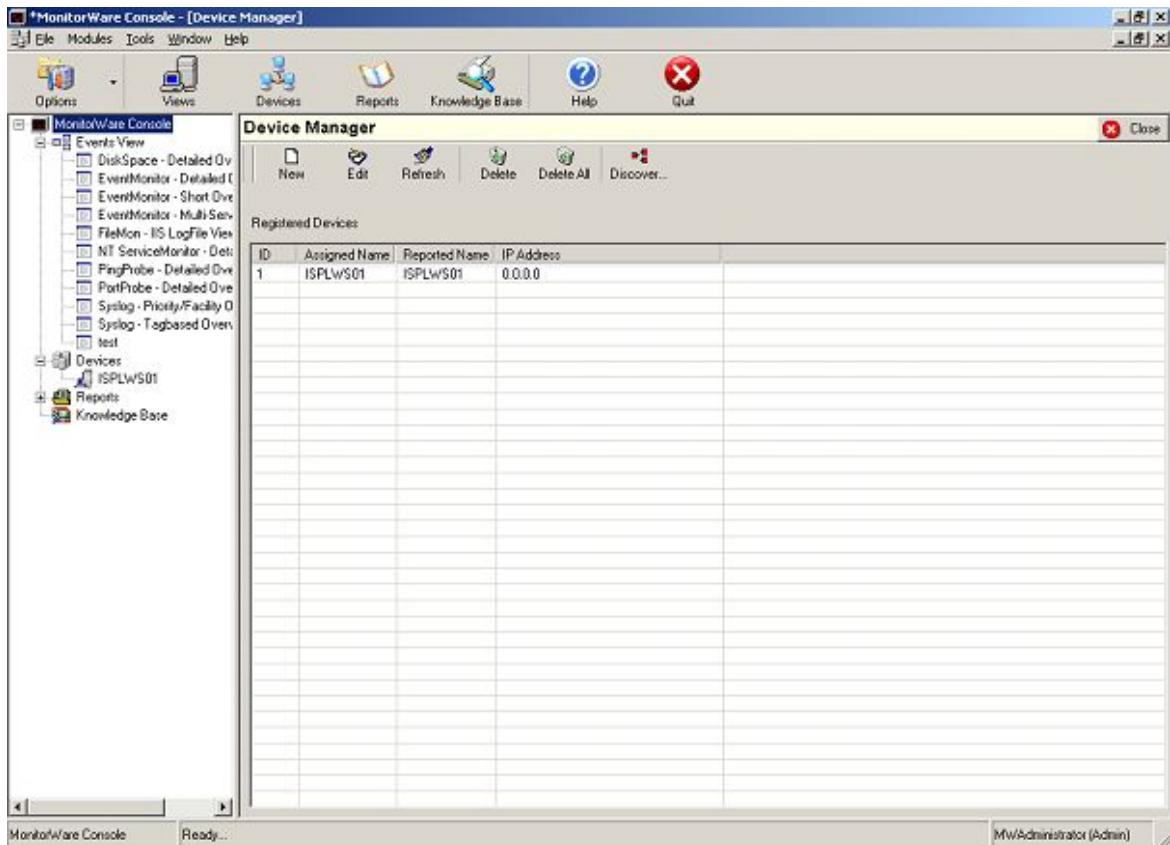 *MonitorWare Console - [Device Manager]
File Modules Tools Window Help
Options Views Devices Reports Knowledge Base Help Quit
MonitorWare Console
Events View
DiskSpace - Detailed Ov
EventMonitor - Detailed O
EventMonitor - Short Ove
EventMonitor - Multi-Serv
FileMon - IIS LogFile View
NT ServiceMonitor - Deta
PingProbe - Detailed Ove
PortProbe - Detailed Ove
Syslog - Priority/Facility O
Syslog - Tagbased Overv
test
Devices
ISPLWS01
Reports
Knowledge Base
Device Manager Close
New Edit Refresh Delete Delete All Discover...
Registered Devices
ID Assigned Name Reported Name IP Address
1 ISPLWS01 ISPLWS01 0.0.0.0
MonitorWare Console Ready... MWAdministrator (Admin)